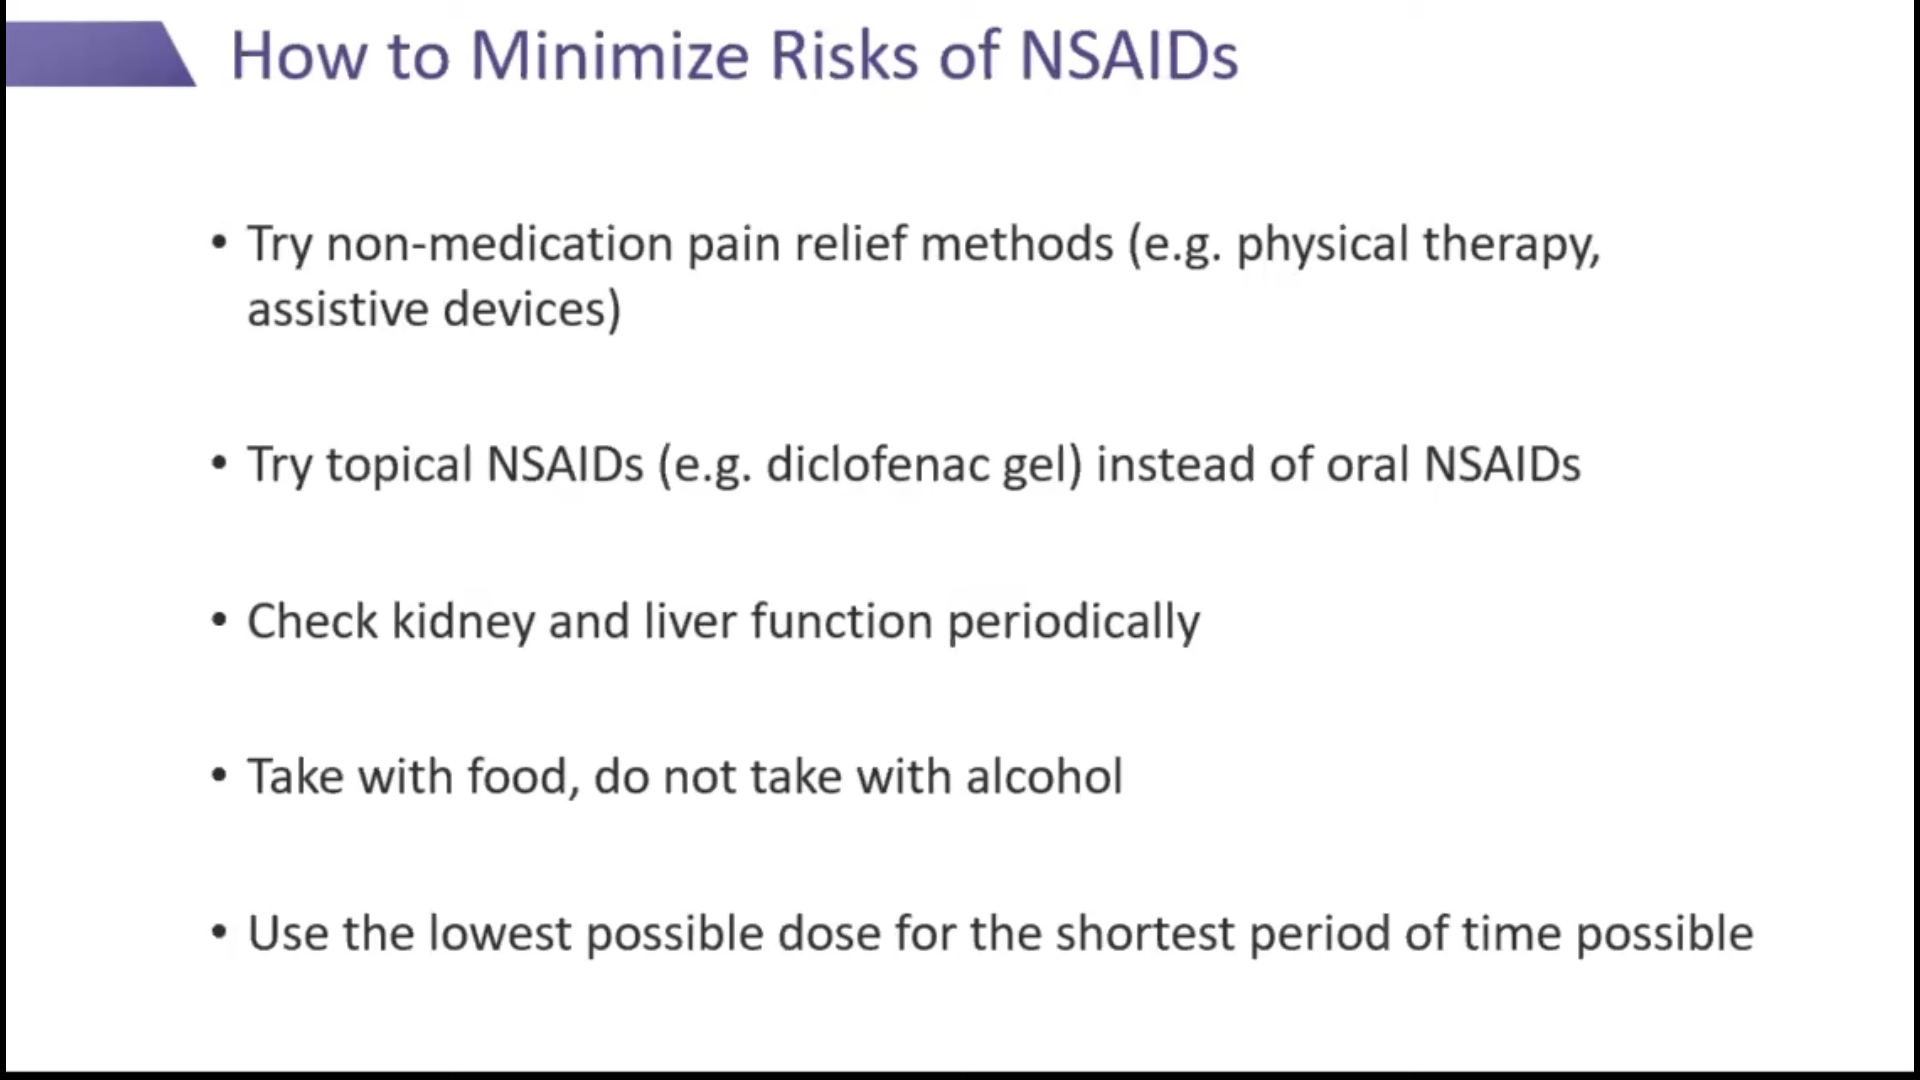 How to Minimize Risks of NSAIDs
• Try non-medication pain relief methods (e.g. physical therapy,
assistive devices)
• Try topical NSAIDs (e.g. diclofenac gel) instead of oral NSAIDs
• Check kidney and liver function periodically
• Take with food, do not take with alcohol
• Use the lowest possible dose for the shortest period of time possible